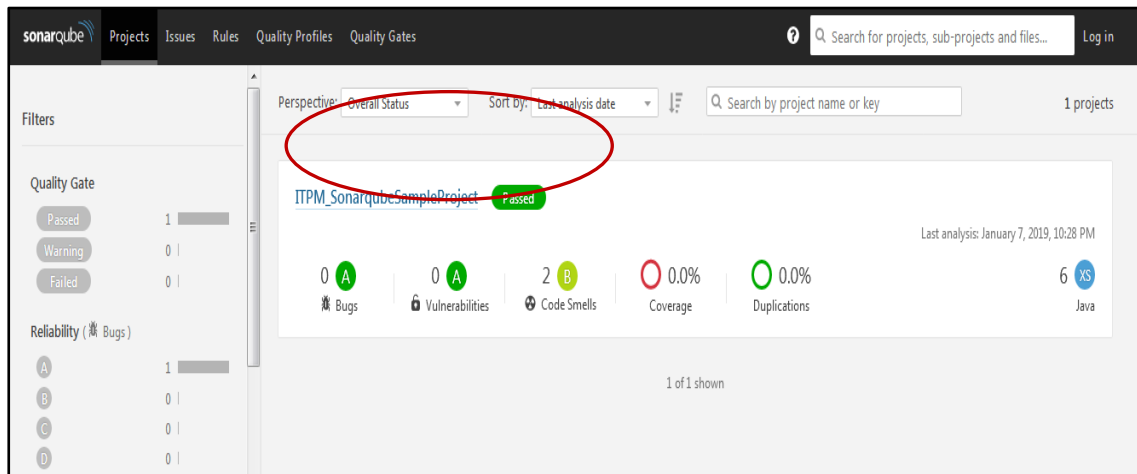 sonarqube Projects Issues Rules Quality Profiles Quality Gates Search for projects, sub-projects and files... Log in
Filters
Quality Gate
Passed 1
Warning 0
Failed 0
Reliability ( Bugs )
A 1
B 0
C 0
D 0
Perspective: Overall Status Sort by: Last analysis date Search by project name or key 1 projects
ITPM_SonarqubeSampleProject Passed
Last analysis: January 7, 2019, 10:28 PM
0 A 0 A 2 B 0.0% 0.0% 6 XS
Bugs Vulnerabilities Code Smells Coverage Duplications Java
1 of 1 shown